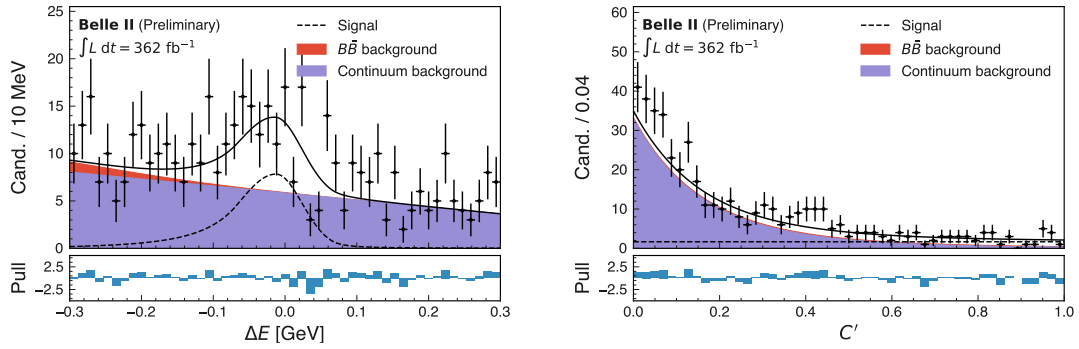 Belle II (Preliminary)
∫L dt = 362 fb⁻¹
Signal
BB̄ background
Continuum background
Cand. / 10 MeV
25
20
15
10
5
0
Pull
2.5
−2.5
−0.3 −0.2 −0.1 0.0 0.1 0.2 0.3
ΔE [GeV]
Belle II (Preliminary)
∫L dt = 362 fb⁻¹
Signal
BB̄ background
Continuum background
Cand. / 0.04
60
50
40
30
20
10
0
Pull
2.5
−2.5
0.0 0.2 0.4 0.6 0.8 1.0
C′